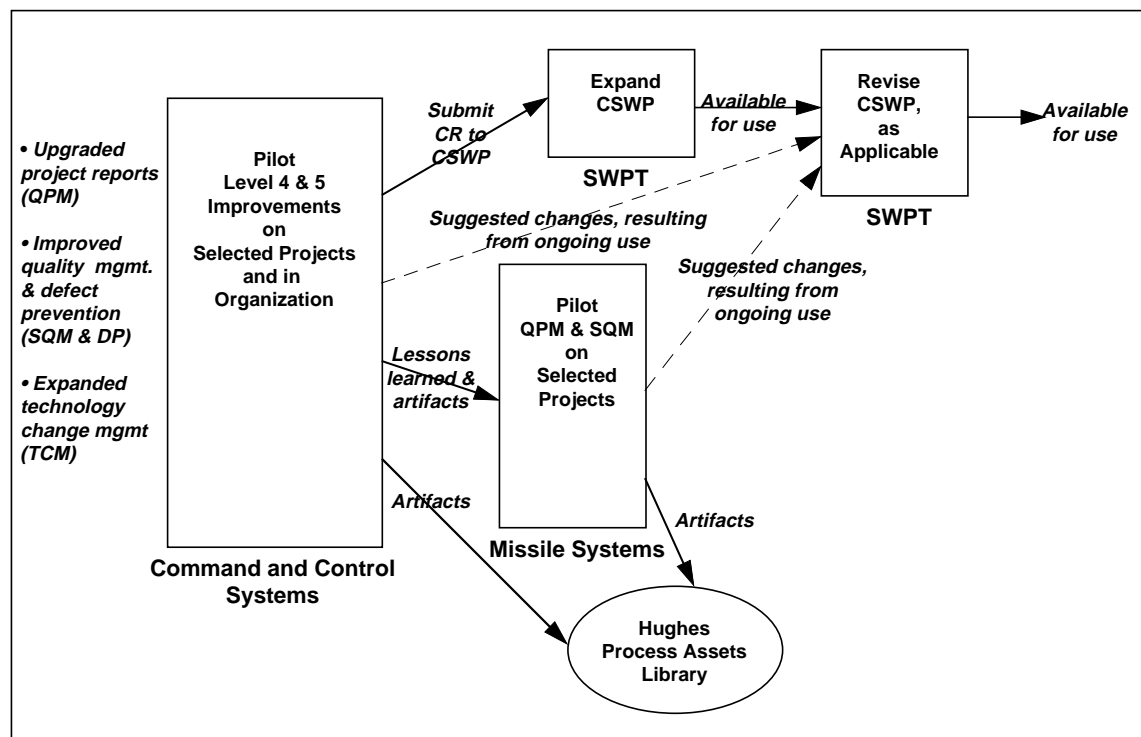 • Upgraded
project reports
(QPM)
• Improved
quality mgmt.
& defect
prevention
(SQM & DP)
• Expanded
technology
change mgmt
(TCM)
Pilot
Level 4 & 5
Improvements
on
Selected Projects
and in
Organization
Command and Control
Systems
Submit
CR to
CSWP
Expand
CSWP
SWPT
Available
for use
Revise
CSWP,
as
Applicable
SWPT
Available
for use
Suggested changes, resulting
from ongoing use
Suggested changes,
resulting from
ongoing use
Lessons
learned &
artifacts
Pilot
QPM & SQM
on
Selected
Projects
Missile Systems
Artifacts
Artifacts
Hughes
Process Assets
Library